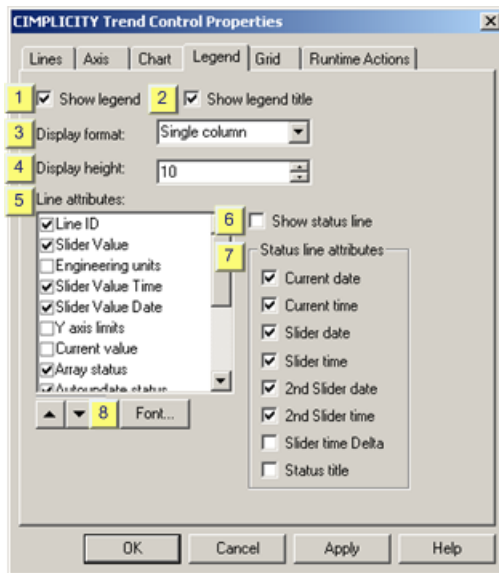 CIMPLICITY Trend Control Properties
Lines Axis Chart Legend Grid Runtime Actions
1 Show legend 2 Show legend title
3 Display format: Single column
4 Display height: 10
5 Line attributes:
Line ID
Slider Value
Engineering units
Slider Value Time
Slider Value Date
Y axis limits
Current value
Array status
Autoupdate status
8 Font...
6 Show status line
7 Status line attributes
Current date
Current time
Slider date
Slider time
2nd Slider date
2nd Slider time
Slider time Delta
Status title
OK Cancel Apply Help